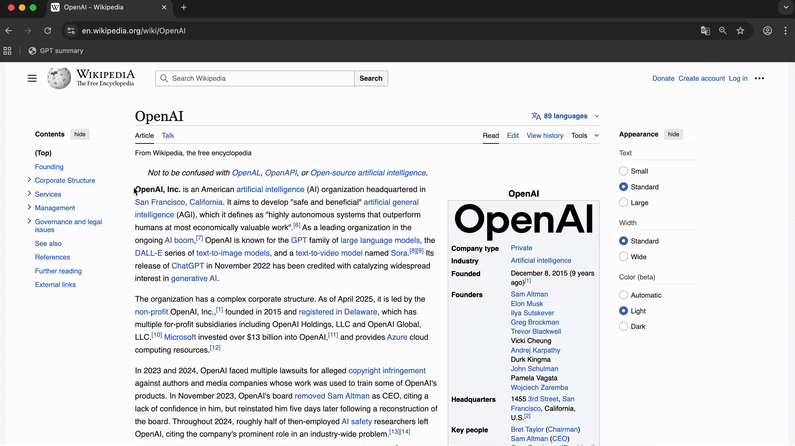 OpenAI - Wikipedia
en.wikipedia.org/wiki/OpenAI
GPT summary
WIKIPEDIA
The Free Encyclopedia
Search Wikipedia
Search
Donate Create account Log in
OpenAI
89 languages
Article Talk
Read Edit View history Tools
From Wikipedia, the free encyclopedia
Contents hide
(Top)
Founding
Corporate Structure
Services
Management
Governance and legal
issues
See also
References
Further reading
External links
Not to be confused with OpenAL, OpenAPI, or Open-source artificial intelligence.
OpenAI, Inc. is an American artificial intelligence (AI) organization headquartered in
San Francisco, California. It aims to develop "safe and beneficial" artificial general
intelligence (AGI), which it defines as "highly autonomous systems that outperform
humans at most economically valuable work".[6] As a leading organization in the
ongoing AI boom,[7] OpenAI is known for the GPT family of large language models, the
DALL-E series of text-to-image models, and a text-to-video model named Sora.[8][9] Its
release of ChatGPT in November 2022 has been credited with catalyzing widespread
interest in generative AI.
The organization has a complex corporate structure. As of April 2025, it is led by the
non-profit OpenAI, Inc.,[1] founded in 2015 and registered in Delaware, which has
multiple for-profit subsidiaries including OpenAI Holdings, LLC and OpenAI Global,
LLC.[10] Microsoft invested over $13 billion into OpenAI,[11] and provides Azure cloud
computing resources.[12]
In 2023 and 2024, OpenAI faced multiple lawsuits for alleged copyright infringement
against authors and media companies whose work was used to train some of OpenAI's
products. In November 2023, OpenAI's board removed Sam Altman as CEO, citing a
lack of confidence in him, but reinstated him five days later following a reconstruction of
the board. Throughout 2024, roughly half of then-employed AI safety researchers left
OpenAI, citing the company's prominent role in an industry-wide problem.[13][14]
OpenAI
OpenAI
Company type Private
Industry Artificial intelligence
Founded December 8, 2015 (9 years
ago)[1]
Founders Sam Altman
Elon Musk
Ilya Sutskever
Greg Brockman
Trevor Blackwell
Vicki Cheung
Andrej Karpathy
Durk Kingma
John Schulman
Pamela Vagata
Wojciech Zaremba
Headquarters 1455 3rd Street, San
Francisco, California,
U.S.[2]
Key people Bret Taylor (Chairman)
Sam Altman (CEO)
Appearance hide
Text
Small
Standard
Large
Width
Standard
Wide
Color (beta)
Automatic
Light
Dark